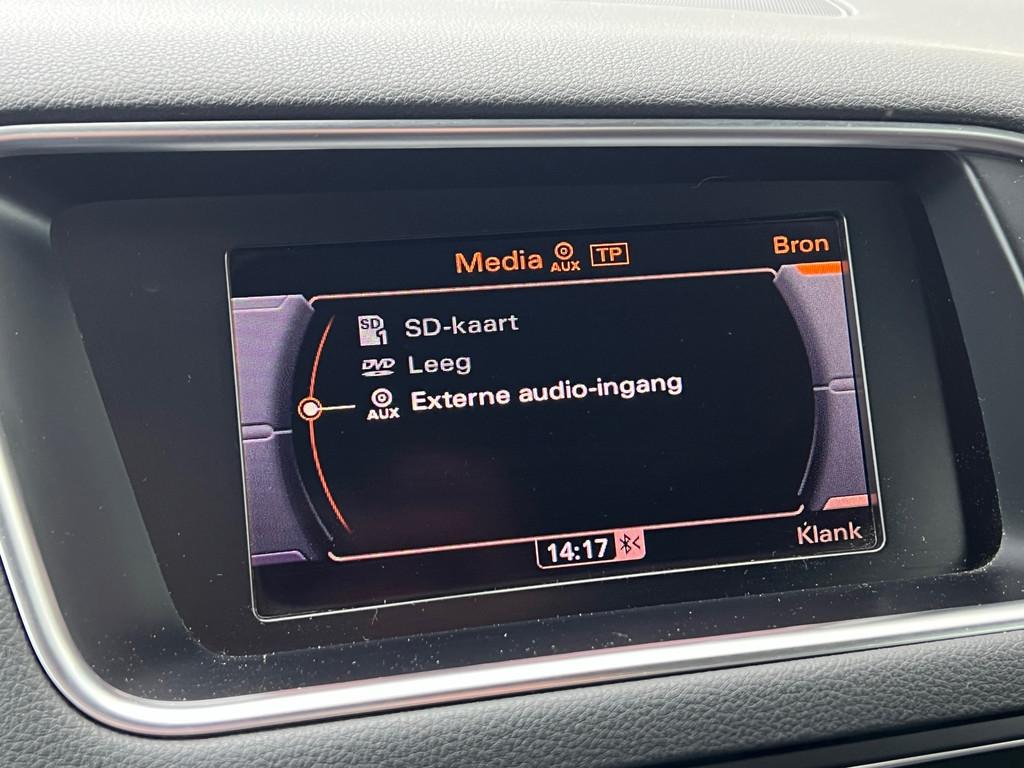 Media AUX TP
Bron
SD 1 SD-kaart
DVD Leeg
AUX Externe audio-ingang
14:17
Klank